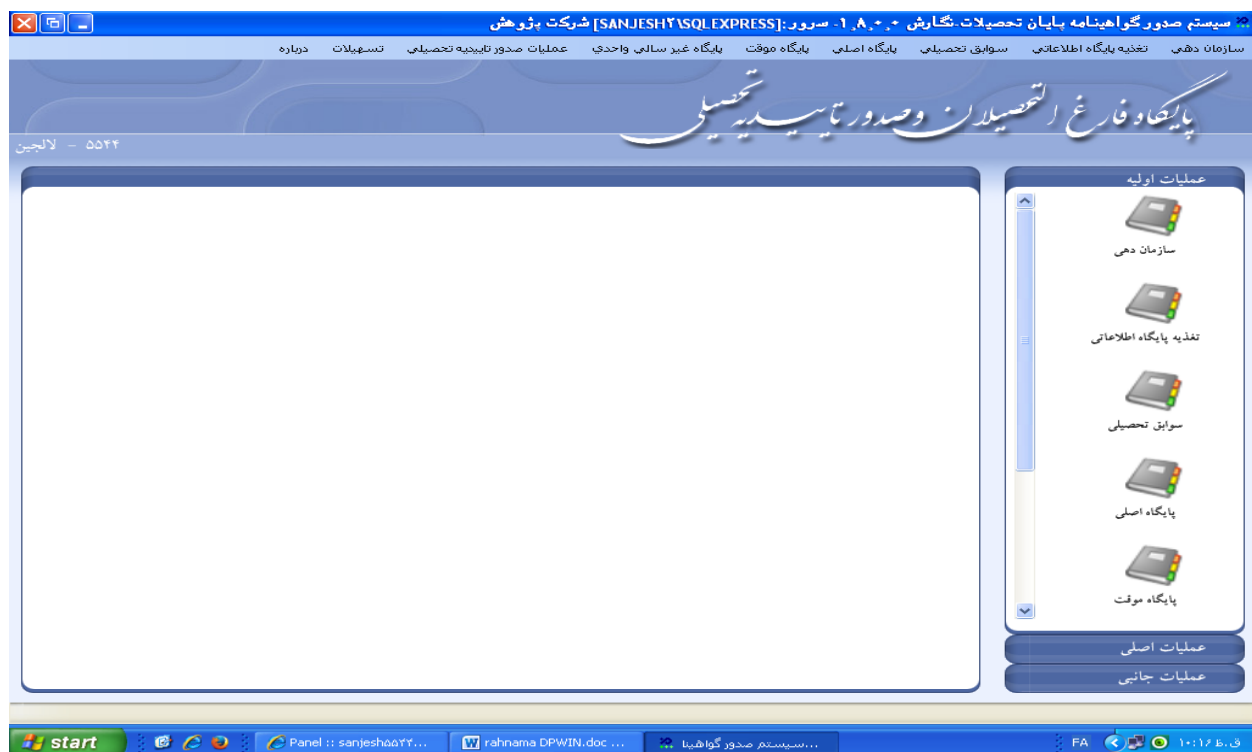 سیستم صدور گواهینامه پایان تحصیلات-نگارش ۱٫۸٫۰٫۰- سرور:[SANJESH۲\SQLEXPRESS] شرکت پژوهش
سازمان دهی تغذیه پایگاه اطلاعاتی سوابق تحصیلی پایگاه اصلی پایگاه موقت پایگاه غیر سالی واحدی عملیات صدور تاییدیه تحصیلی تسهیلات درباره
پایگاه فارغ التحصیلان و صدور تاییدیه تحصیلی
۵۵۴۴ - لالجین
عملیات اولیه
سازمان دهی
تغذیه پایگاه اطلاعاتی
سوابق تحصیلی
پایگاه اصلی
پایگاه موقت
عملیات اصلی
عملیات جانبی
start Panel :: sanjesh۵۵۴۴... rahnama DPWIN.doc ... سیستم صدور گواهینا... FA ۱۰:۱۶ ق.ظ